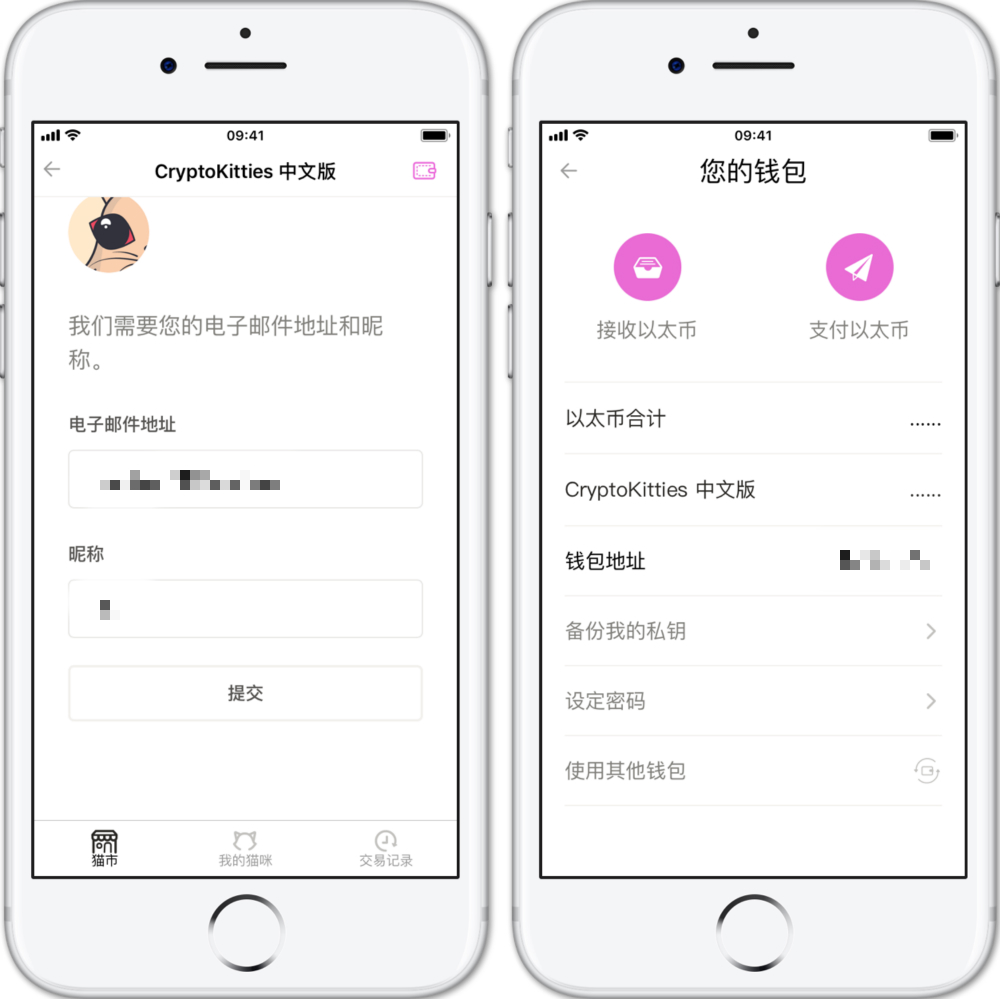 09:41
CryptoKitties 中文版
我们需要您的电子邮件地址和昵
称。
电子邮件地址
昵称
提交
猫市
我的猫咪
交易记录
09:41
您的钱包
接收以太币
支付以太币
以太币合计
......
CryptoKitties 中文版
......
钱包地址
备份我的私钥
设定密码
使用其他钱包